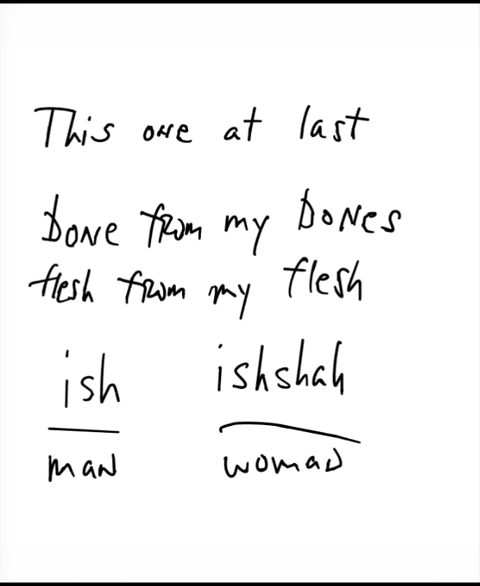 This one at last
bone from my bones
flesh from my flesh
ish ishshah
man woman